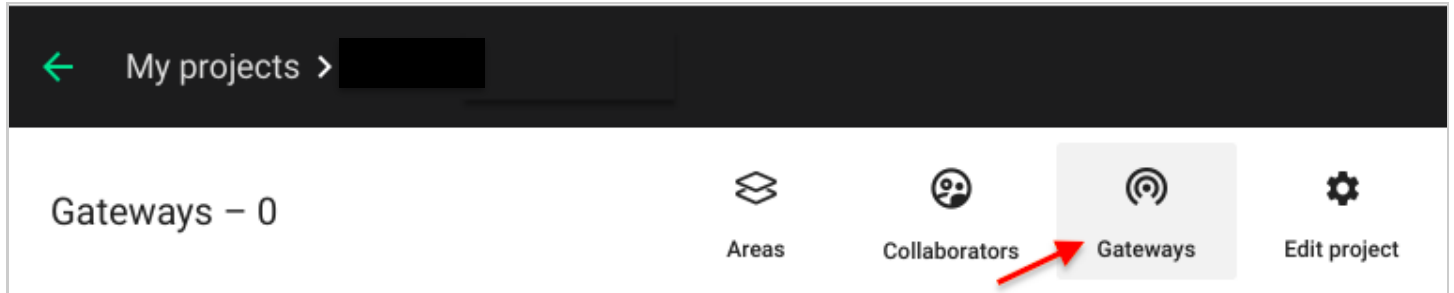 My projects >
Gateways – 0
Areas
Collaborators
Gateways
Edit project